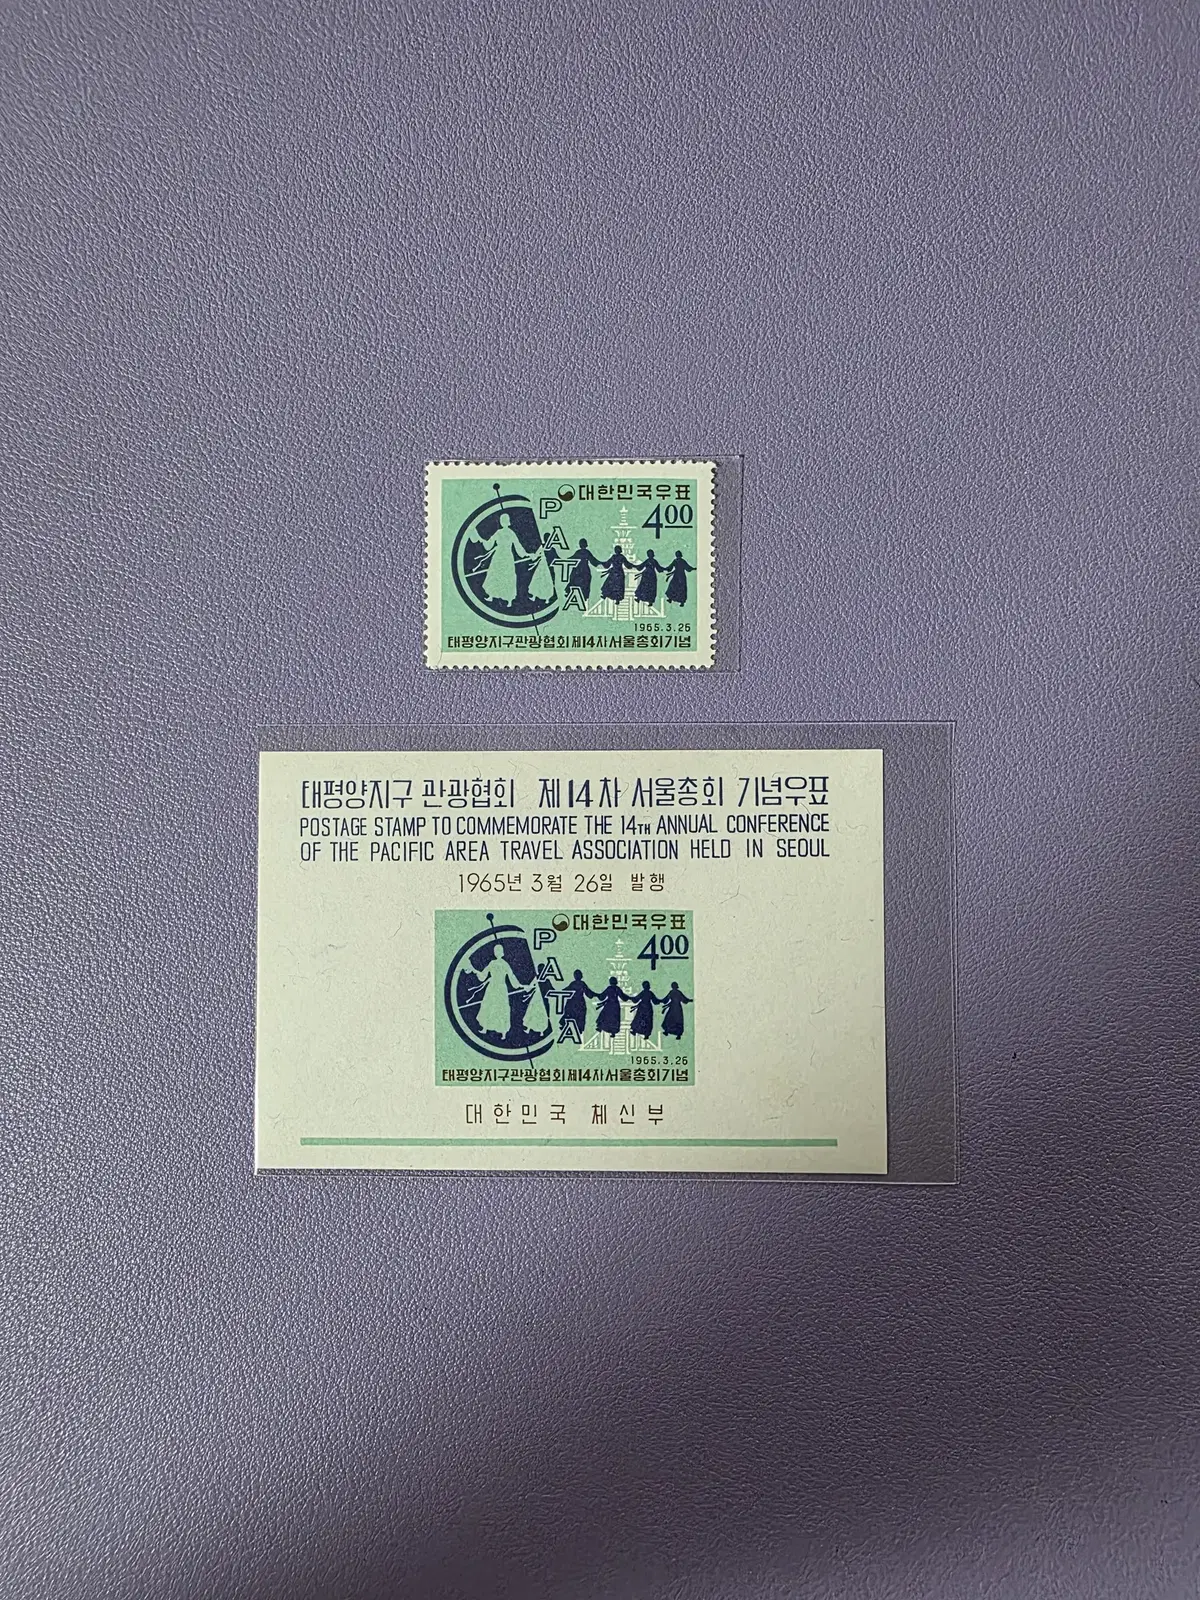 대한민국우표
400
PATA
1965.3.26
태평양지구관광협회제14차서울총회기념
태평양지구 관광협회 제14차 서울총회 기념우표
POSTAGE STAMP TO COMMEMORATE THE 14TH ANNUAL CONFERENCE
OF THE PACIFIC AREA TRAVEL ASSOCIATION HELD IN SEOUL
1965년 3월 26일 발행
대한민국우표
400
PATA
1965.3.26
태평양지구관광협회제14차서울총회기념
대한민국 체신부